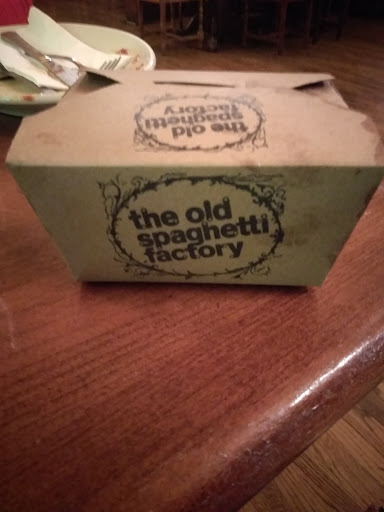 the old
spaghetti
factory
the old
spaghetti
factory